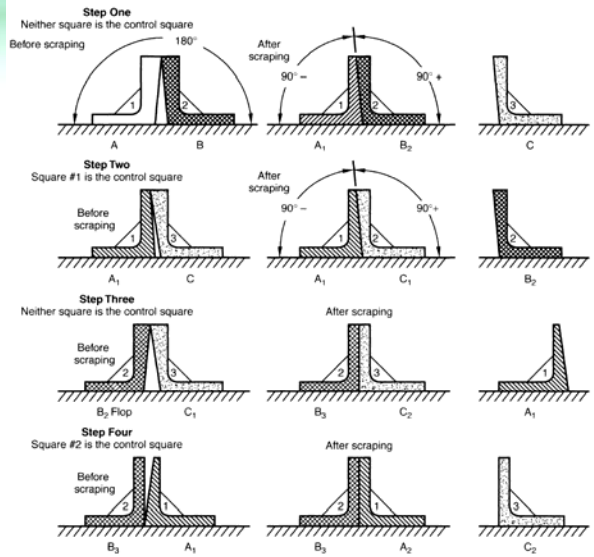 Step One
Neither square is the control square
Before scraping
180°
After
scraping
90° –
90° +
1
2
1
2
3
A
B
A₁
B₂
C
Step Two
Square #1 is the control square
Before
scraping
After
scraping
90° –
90°+
1
3
1
2
2
A₁
C
A₁
C₁
B₂
Step Three
Neither square is the control square
Before
scraping
After scraping
2
3
2
3
1
B₂ Flop
C₁
B₃
C₂
A₁
Step Four
Square #2 is the control square
Before
scraping
After scraping
2
1
2
1
3
B₃
A₁
B₃
A₂
C₂